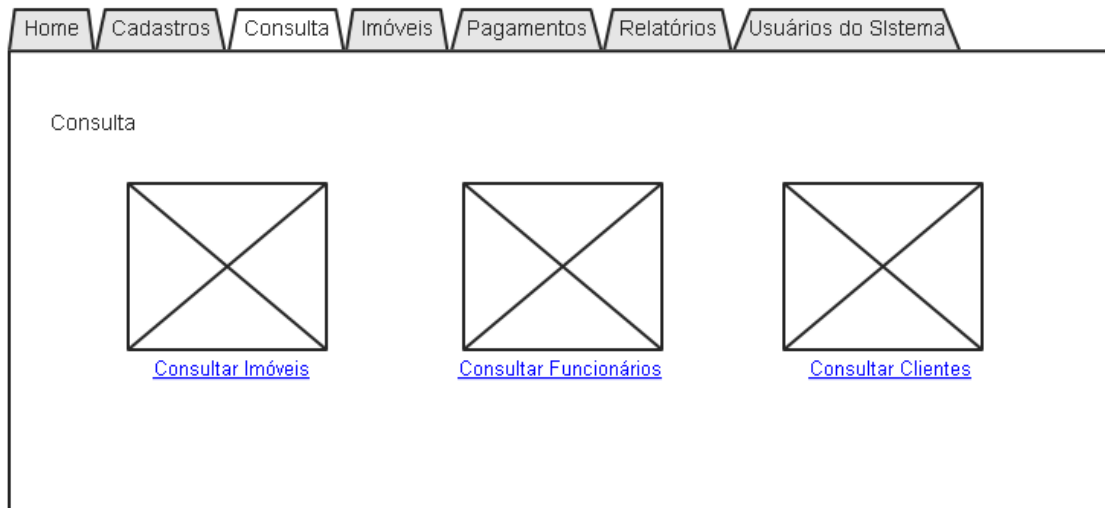 Home Cadastros Consulta Imóveis Pagamentos Relatórios Usuários do SIstema
Consulta
Consultar Imóveis Consultar Funcionários Consultar Clientes